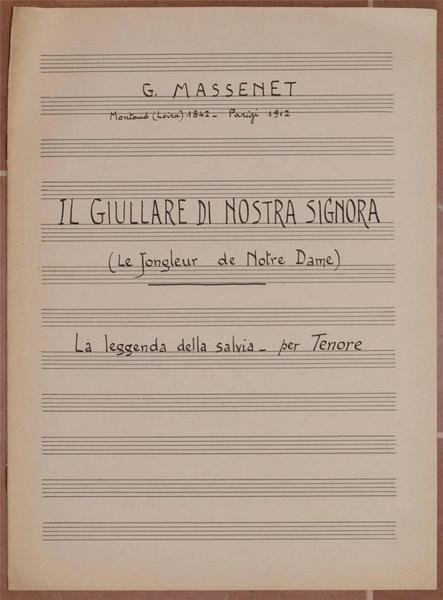 G. MASSENET
Montaud (Loira) 1842 - Parigi 1912
IL GIULLARE DI NOSTRA SIGNORA
(Le Jongleur de Notre Dame)
La leggenda della salvia - per Tenore